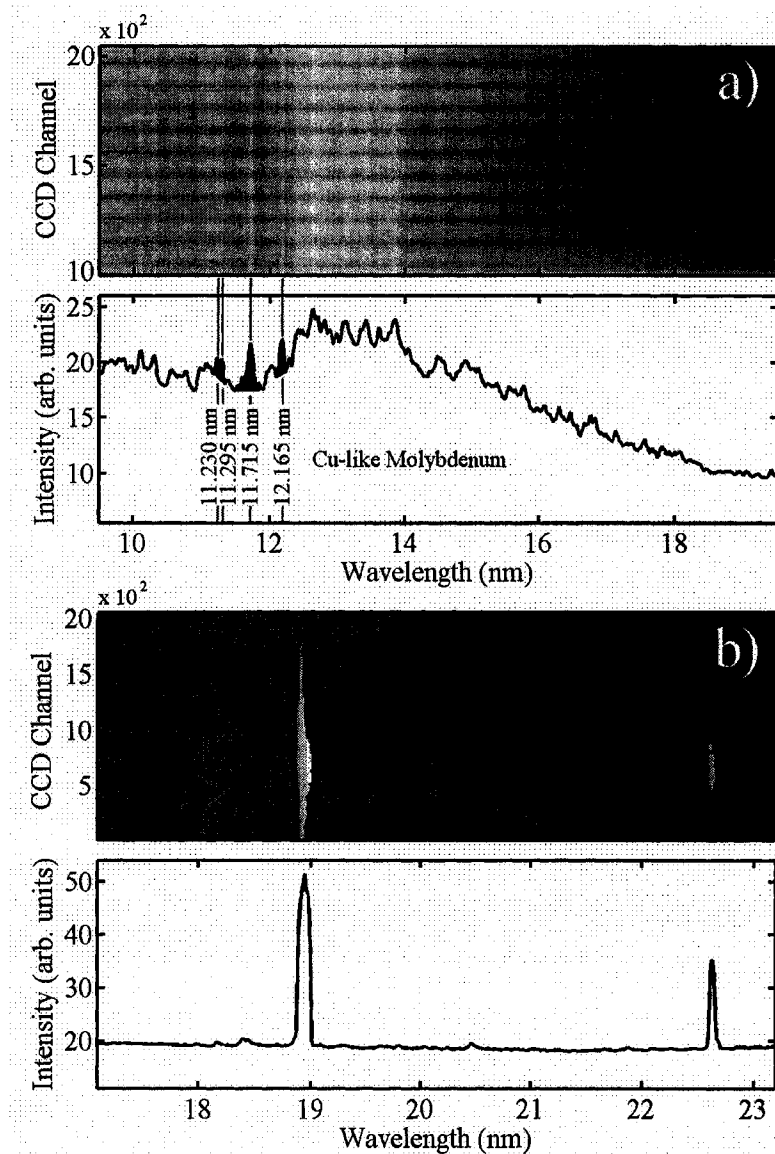 x 10²
20
15
10
CCD Channel
a)
25
20
15
10
Intensity (arb. units)
11.230 nm
11.295 nm
11.715 nm
12.165 nm
Cu-like Molybdenum
10 12 14 16 18
Wavelength (nm)
x 10²
20
15
10
5
CCD Channel
b)
50
40
30
20
Intensity (arb. units)
18 19 20 21 22 23
Wavelength (nm)